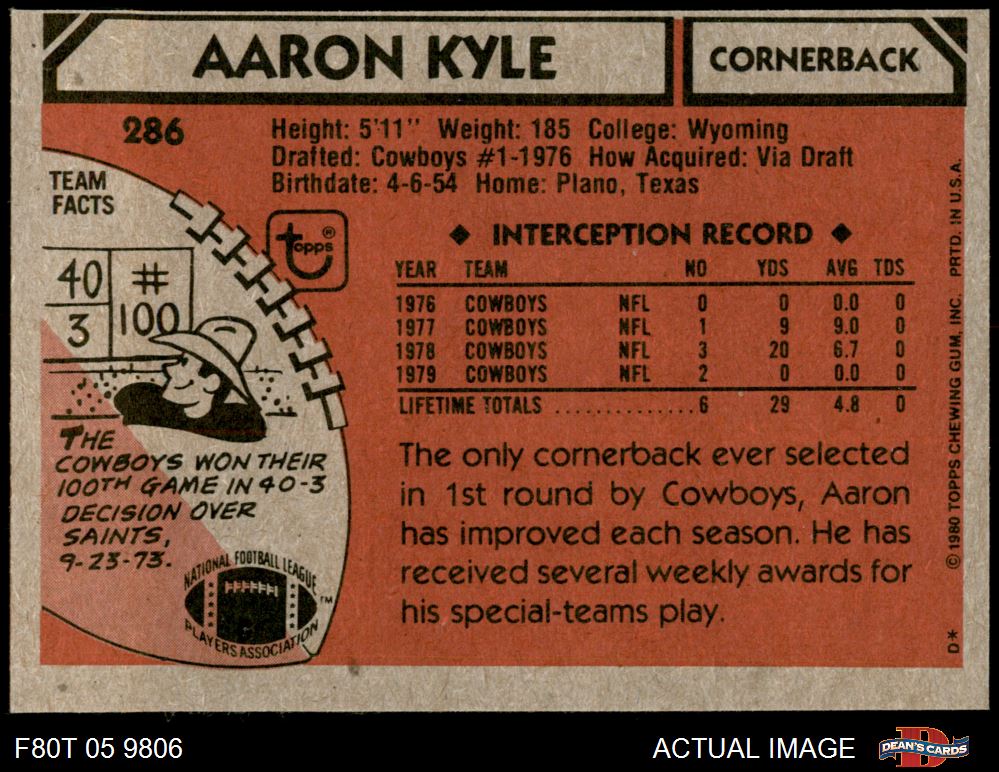 AARON KYLE
CORNERBACK
286
Height: 5'11" Weight: 185 College: Wyoming
Drafted: Cowboys #1-1976 How Acquired: Via Draft
Birthdate: 4-6-54 Home: Plano, Texas
TEAM
FACTS
topps®
40 #
3 100
THE
COWBOYS WON THEIR
100TH GAME IN 40-3
DECISION OVER
SAINTS,
9-23-73.
NATIONAL FOOTBALL LEAGUE
PLAYERS ASSOCIATION
TM
◆ INTERCEPTION RECORD ◆
YEAR TEAM NO YDS AVG TDS
1976 COWBOYS NFL 0 0 0.0 0
1977 COWBOYS NFL 1 9 9.0 0
1978 COWBOYS NFL 3 20 6.7 0
1979 COWBOYS NFL 2 0 0.0 0
LIFETIME TOTALS ............... 6 29 4.8 0
The only cornerback ever selected
in 1st round by Cowboys, Aaron
has improved each season. He has
received several weekly awards for
his special-teams play.
D* © 1980 TOPPS CHEWING GUM, INC. PRTD. IN U.S.A.
F80T 05 9806
ACTUAL IMAGE
D
DEAN'S CARDS